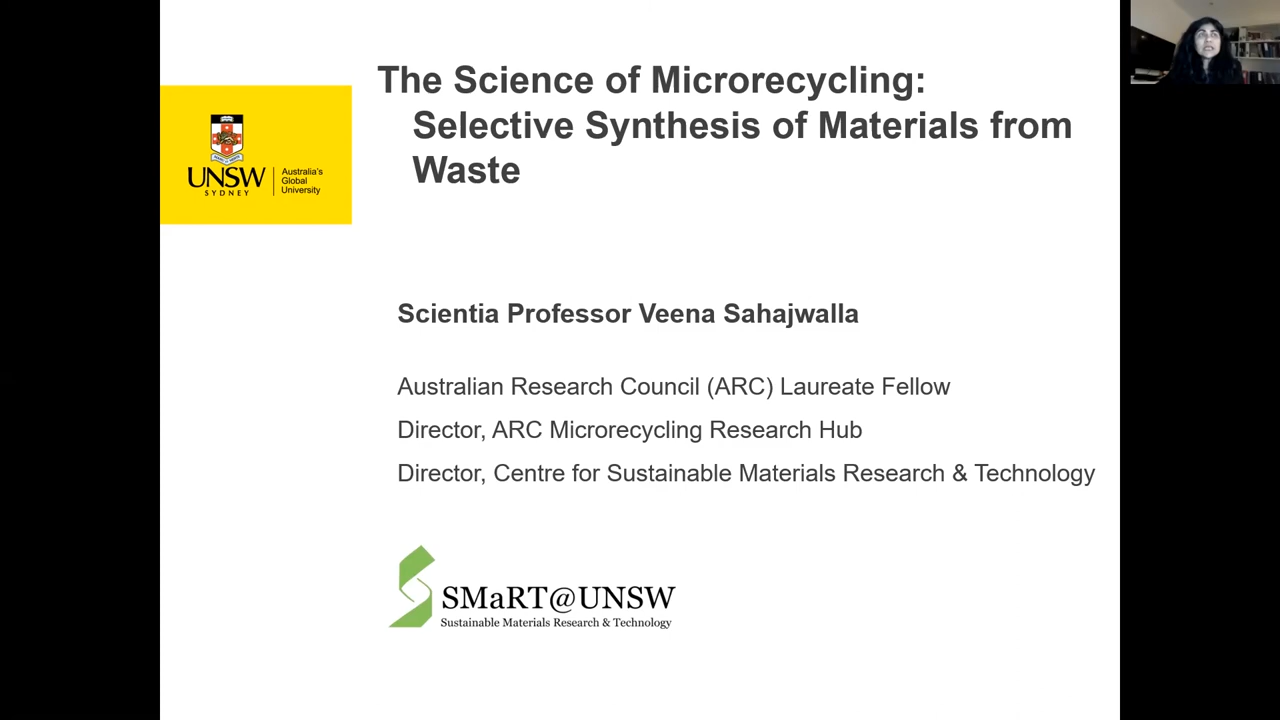 The Science of Microrecycling:
Selective Synthesis of Materials from
Waste
UNSW
SYDNEY
Australia's
Global
University
Scientia Professor Veena Sahajwalla
Australian Research Council (ARC) Laureate Fellow
Director, ARC Microrecycling Research Hub
Director, Centre for Sustainable Materials Research & Technology
SMaRT@UNSW
Sustainable Materials Research & Technology